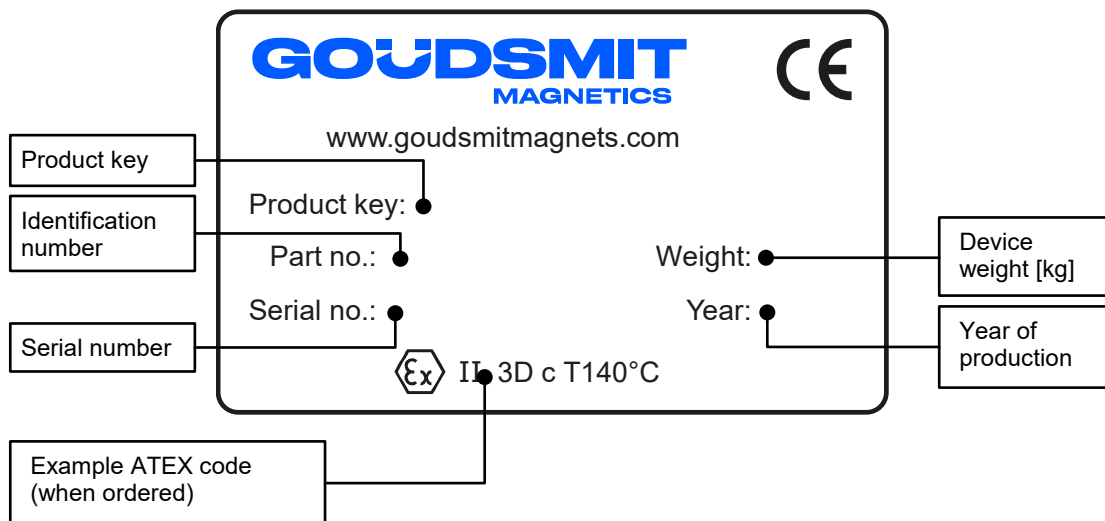 GOUDSMIT
MAGNETICS
CE
www.goudsmitmagnets.com
Product key
Product key:
Identification
number
Part no.:
Weight:
Device
weight [kg]
Serial no.:
Year:
Serial number
Year of
production
Ex II 3D c T140°C
Example ATEX code
(when ordered)